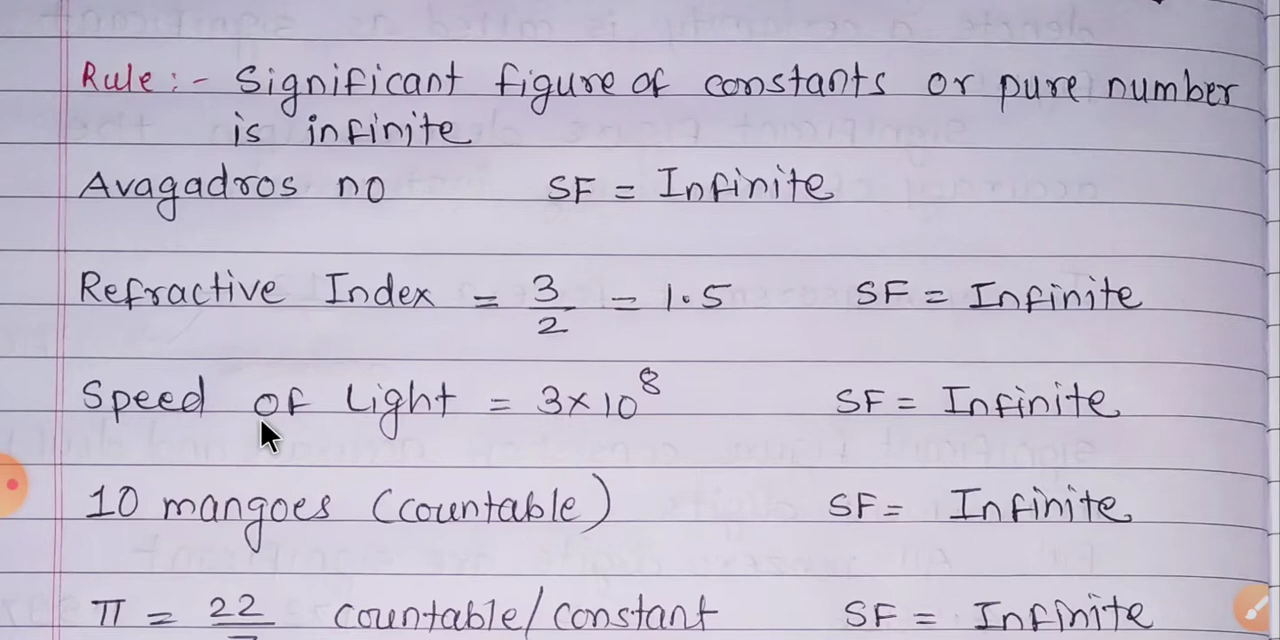 Rule :- Significant figure of constants or pure number
is infinite
Avagadros no SF = Infinite
Refractive Index = 3/2 = 1.5 SF = Infinite
Speed of light = 3×10⁸ SF = Infinite
10 mangoes (countable) SF = Infinite
π = 22 countable/constant SF = Infinite